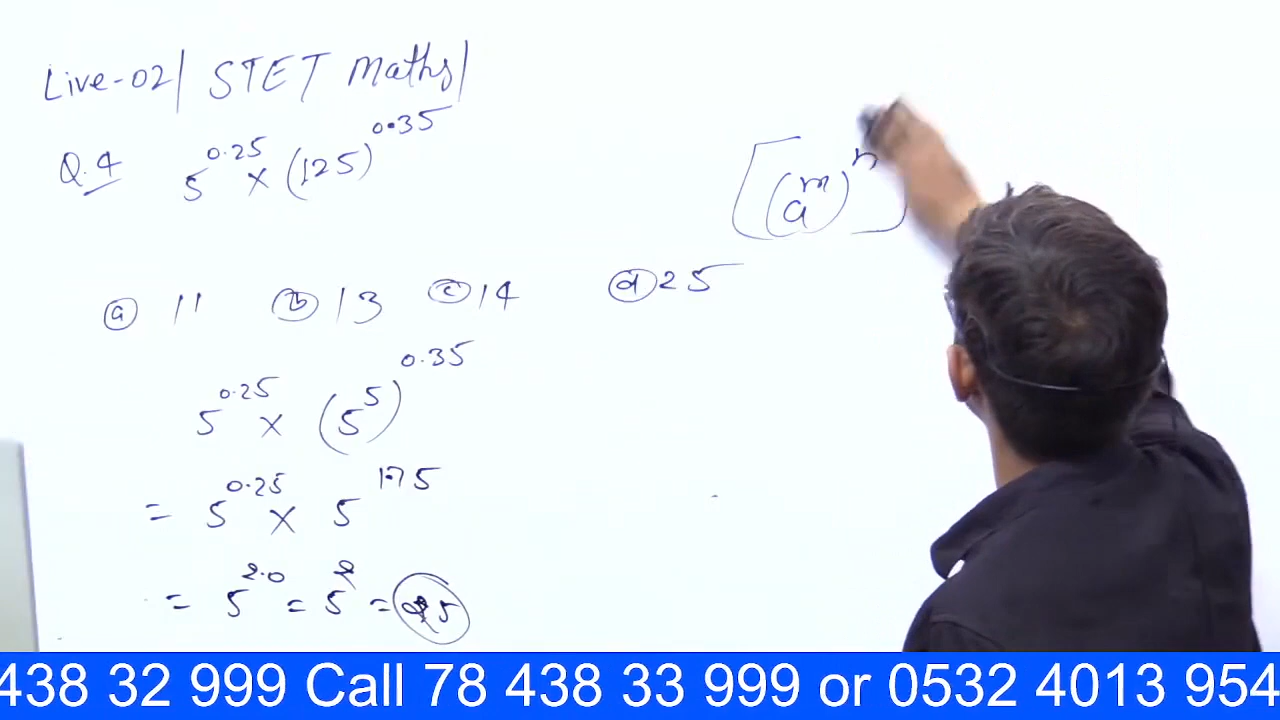 Live-02/ STET Maths/
Q.4 5^0.25 × (125)^0.35
[(a^m)^n]
ⓐ 11 ⓑ 13 ⓒ 14 ⓓ 25
5^0.25 × (5^5)^0.35
= 5^0.25 × 5^1.75
= 5^2.0 = 5^2 = 25
438 32 999 Call 78 438 33 999 or 0532 4013 954